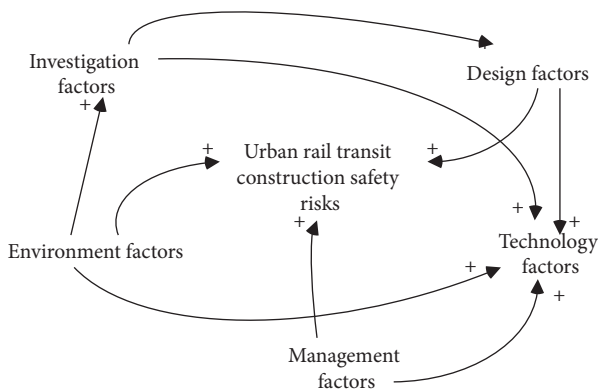 Investigation
factors
+
Design factors
+
Urban rail transit
construction safety
risks
+
+
+
+
+
Technology
factors
Environment factors
+
+
Management
factors